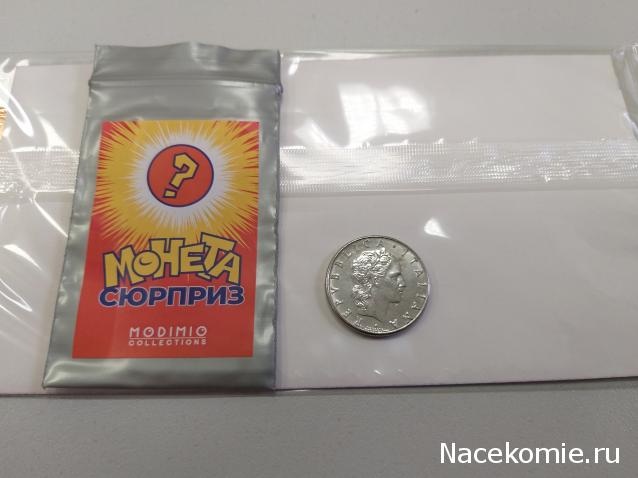 ?
МОНЕТА
СЮРПРИЗ
MODIMIO
COLLECTIONS
REPVBBLICA ITALIANA
Nacekomie.ru